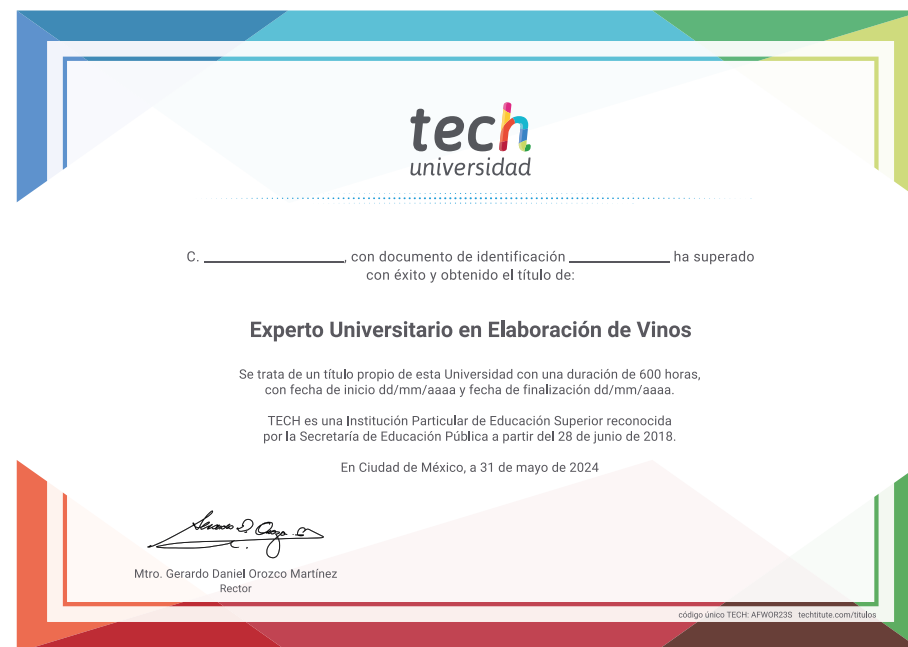 tech
universidad
C. ____________, con documento de identificación ____________ ha superado
con éxito y obtenido el título de:
Experto Universitario en Elaboración de Vinos
Se trata de un título propio de esta Universidad con una duración de 600 horas,
con fecha de inicio dd/mm/aaaa y fecha de finalización dd/mm/aaaa.
TECH es una Institución Particular de Educación Superior reconocida
por la Secretaría de Educación Pública a partir del 28 de junio de 2018.
En Ciudad de México, a 31 de mayo de 2024
Mtro. Gerardo Daniel Orozco Martínez
Rector
código único TECH: AFWOR23S techtitute.com/titulos